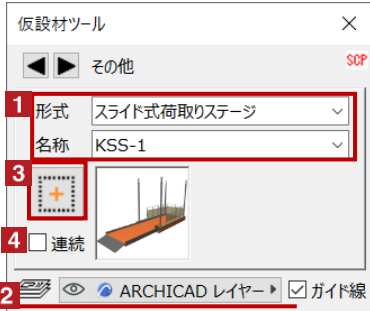 仮設材ツール
その他
SCP
1
形式 スライド式荷取りステージ
名称 KSS-1
3
4 連続
2 ARCHICAD レイヤー ガイド線